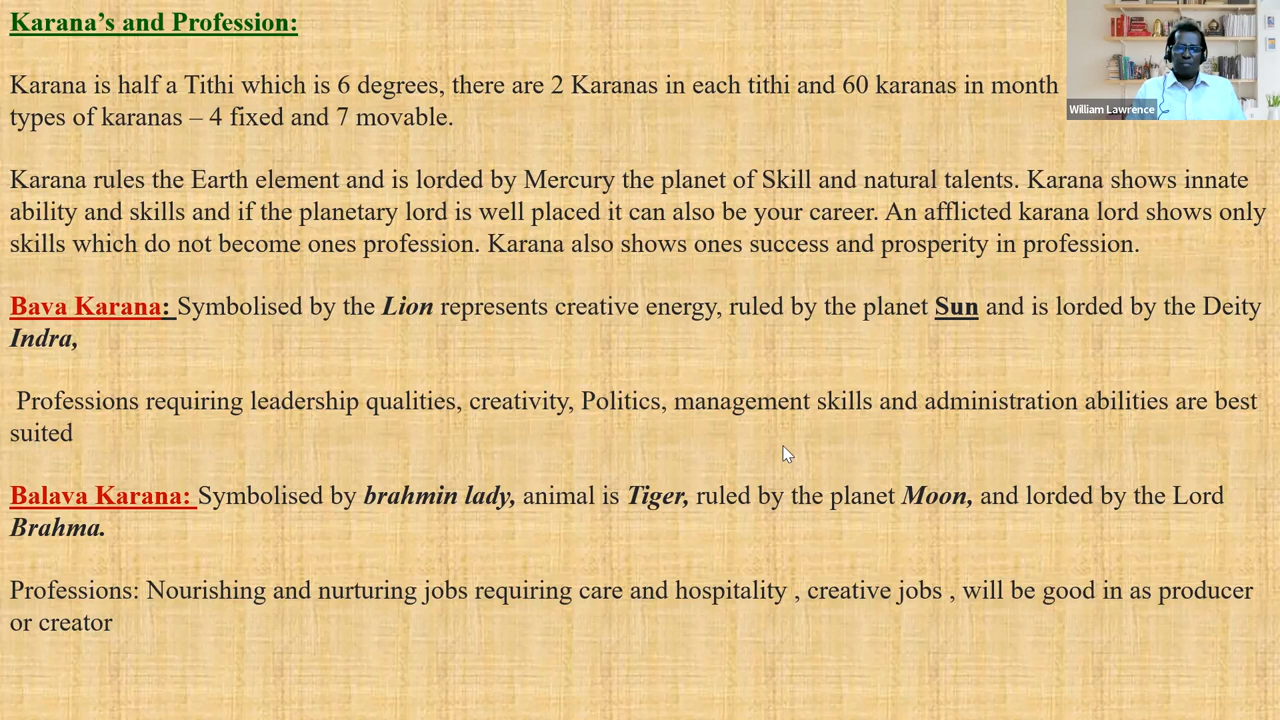 Karana's and Profession:
Karana is half a Tithi which is 6 degrees, there are 2 Karanas in each tithi and 60 karanas in month
types of karanas – 4 fixed and 7 movable.
William Lawrence
Karana rules the Earth element and is lorded by Mercury the planet of Skill and natural talents. Karana shows innate
ability and skills and if the planetary lord is well placed it can also be your career. An afflicted karana lord shows only
skills which do not become ones profession. Karana also shows ones success and prosperity in profession.
Bava Karana: Symbolised by the Lion represents creative energy, ruled by the planet Sun and is lorded by the Deity
Indra,
Professions requiring leadership qualities, creativity, Politics, management skills and administration abilities are best
suited
Balava Karana: Symbolised by brahmin lady, animal is Tiger, ruled by the planet Moon, and lorded by the Lord
Brahma.
Professions: Nourishing and nurturing jobs requiring care and hospitality , creative jobs , will be good in as producer
or creator